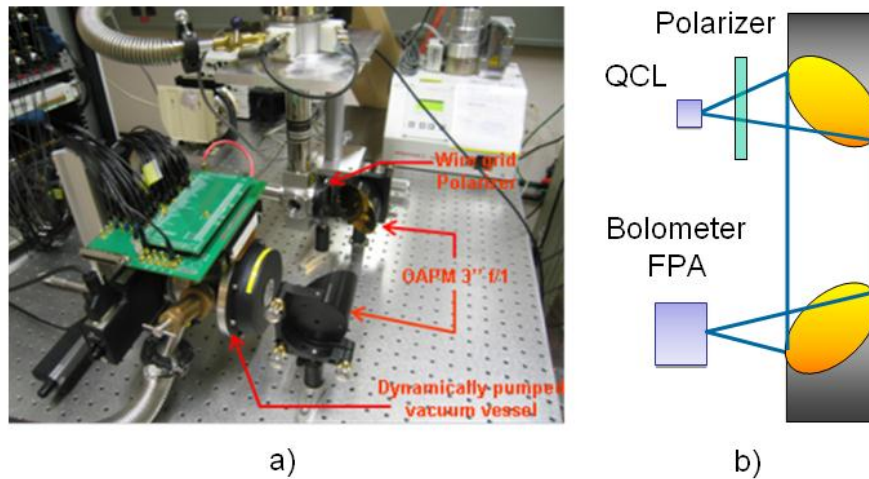 Wire grid
Polarizer
OAPM 3'' f/1
Dynamically pumped
vacuum vessel
a)
Polarizer
QCL
Bolometer
FPA
b)